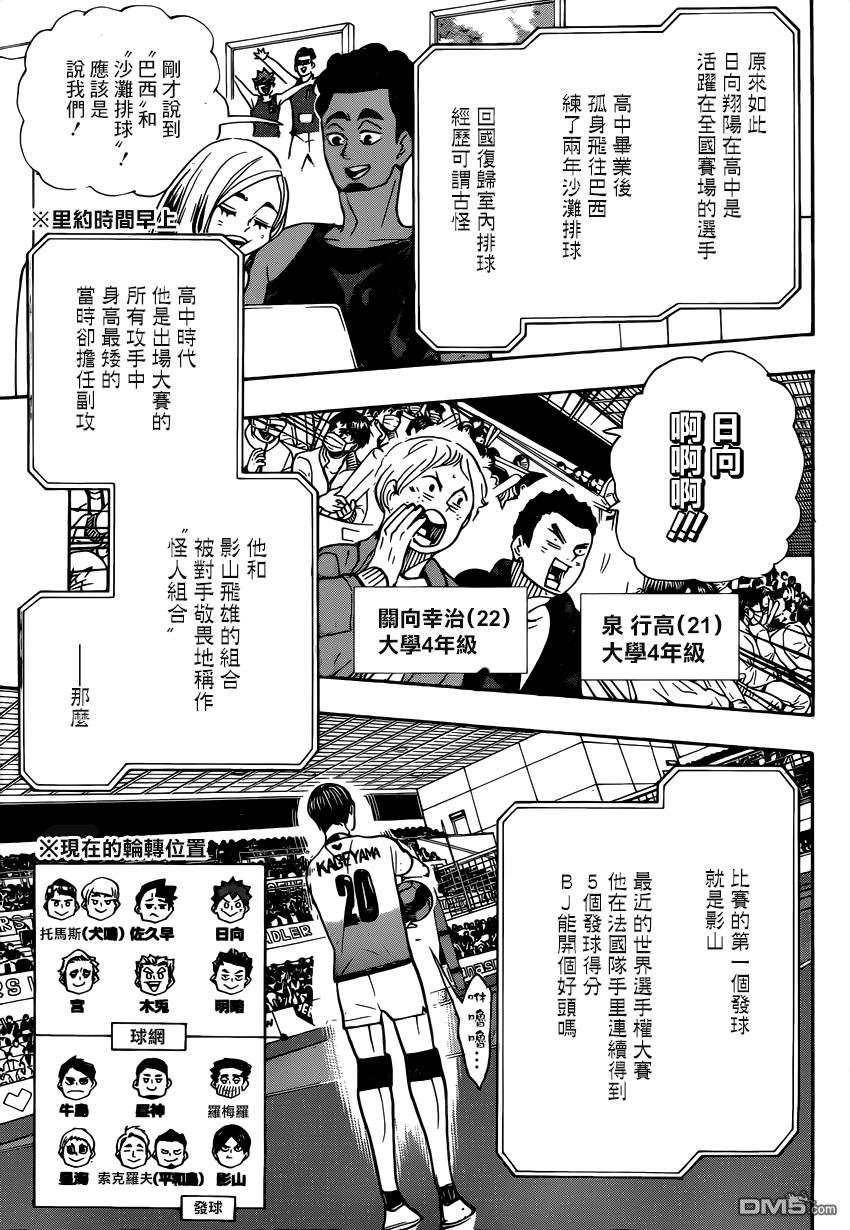 原來如此
日向翔陽在高中是
活躍在全國賽場的選手
高中畢業後
孤身飛往巴西
練了兩年沙灘排球
回國復歸室內排球
經歷可謂古怪
剛才說到
“巴西”和
“沙灘排球”！
應該是
說我們！
※里約時間早上
日向
啊啊啊!!!
高中時代
他是出場大賽的
所有攻手中
身高最矮的
當時卻擔任副攻
關向幸治(22)
大學4年級
泉 行高(21)
大學4年級
他和
影山飛雄的組合
被對手敬畏地稱作
“怪人組合”
——那麼
比賽的第一個發球
就是影山
最近的世界選手權大賽
他在法國隊手里連續得到
5個發球得分
BJ能開個好頭嗎
KAGEYAMA
20
咻嚕嚕…
※現在的輪轉位置
托馬斯(犬鳴)
佐久早
日向
宮
木兎
明暗
球網
牛島
晝神
羅梅羅
星海
索克羅夫(平和島)
影山
發球
DM5.com